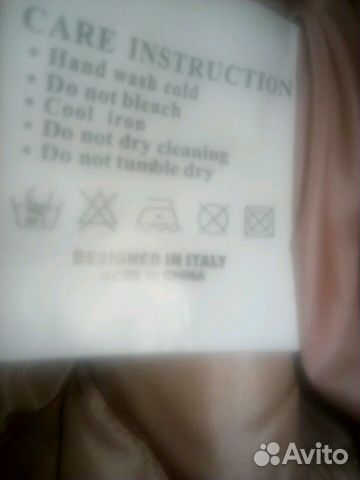 CARE INSTRUCTION
• Hand wash cold
• Do not bleach
• Cool iron
• Do not dry cleaning
• Do not tumble dry
DESIGNED IN ITALY
MADE IN CHINA
Avito